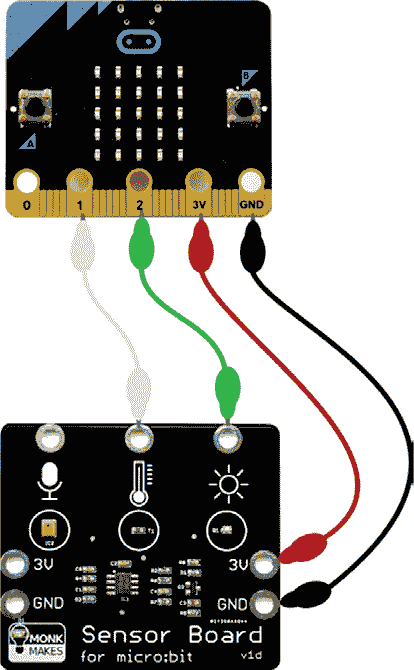 B
A
0 1 2 3V GND
3V 3V
GND GND
MONK
MAKES
Sensor Board
for micro:bit v1d